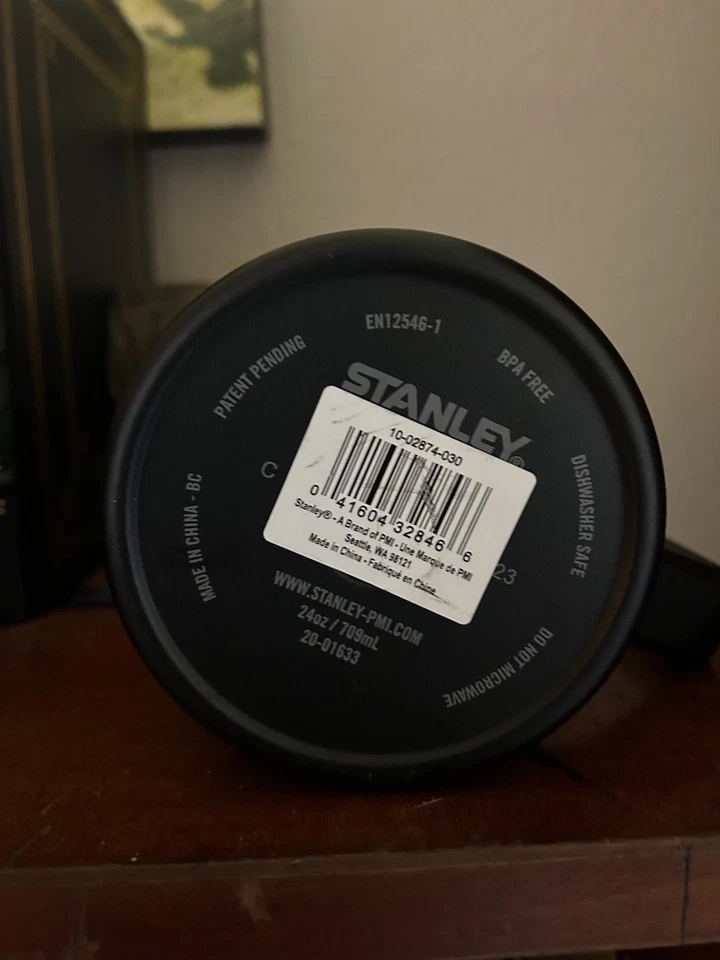 EN12546-1
PATENT PENDING
BPA FREE
STANLEY®
10-02874-030
0 41604 32846 6
Stanley® - A Brand of PMI - Une Marque de PMI
Seattle, WA 98121
Made in China - Fabriqué en Chine
C
23
DISHWASHER SAFE
MADE IN CHINA - BC
WWW.STANLEY-PMI.COM
24oz / 709mL
20-01633
DO NOT MICROWAVE